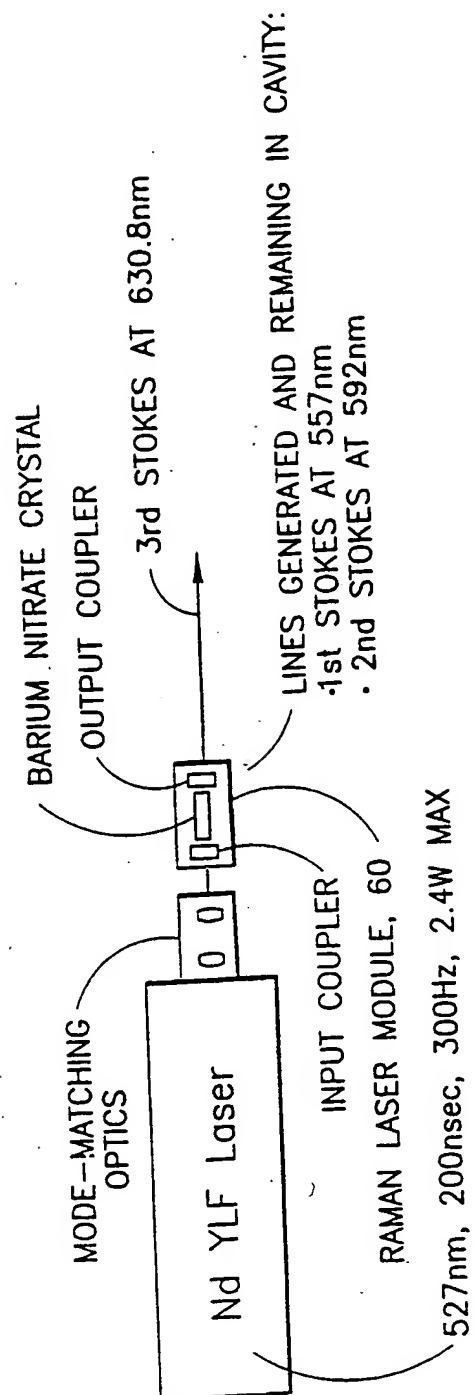 BARIUM NITRATE CRYSTAL
OUTPUT COUPLER
MODE-MATCHING
OPTICS
3rd STOKES AT 630.8nm
Nd YLF Laser
LINES GENERATED AND REMAINING IN CAVITY:
·1st STOKES AT 557nm
· 2nd STOKES AT 592nm
INPUT COUPLER
RAMAN LASER MODULE, 60
527nm, 200nsec, 300Hz, 2.4W MAX